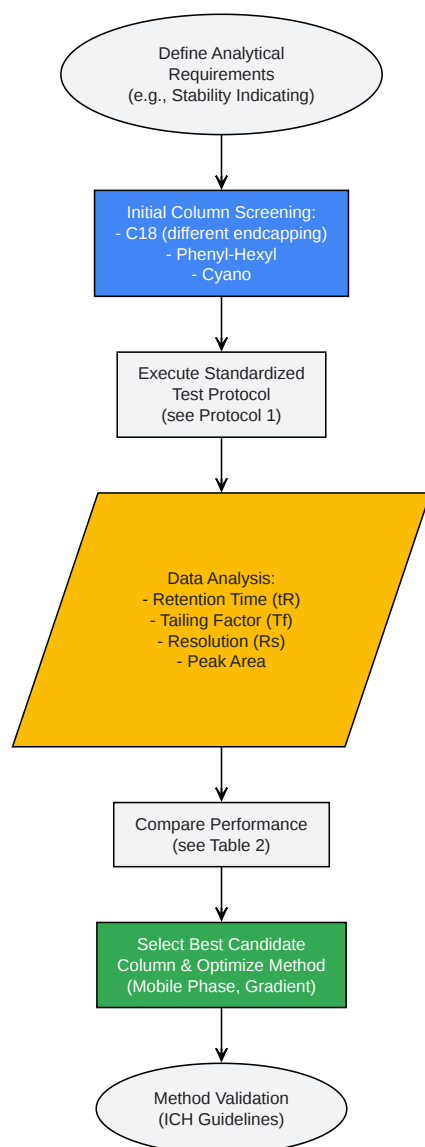 Define Analytical
Requirements
(e.g., Stability Indicating)
Initial Column Screening:
- C18 (different endcapping)
- Phenyl-Hexyl
- Cyano
Execute Standardized
Test Protocol
(see Protocol 1)
Data Analysis:
- Retention Time (tR)
- Tailing Factor (Tf)
- Resolution (Rs)
- Peak Area
Compare Performance
(see Table 2)
Select Best Candidate
Column & Optimize Method
(Mobile Phase, Gradient)
Method Validation
(ICH Guidelines)